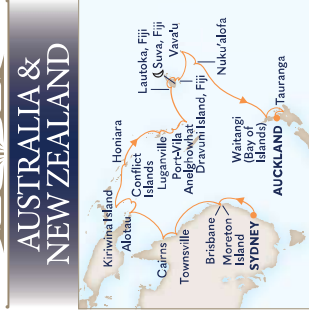 AUSTRALIA &
NEW ZEALAND
Kiriwina Island
Alotau
Honiara
Conflict
Islands
Luganville
Port-Vila
Anelghowhat
Dravuni Island, Fiji
Lautoka, Fiji
Suva, Fiji
Vava'u
Nuku'alofa
Waitangi
(Bay of
Islands)
Tauranga
AUCKLAND
Cairns
Townsville
Brisbane
Moreton
Island
SYDNEY